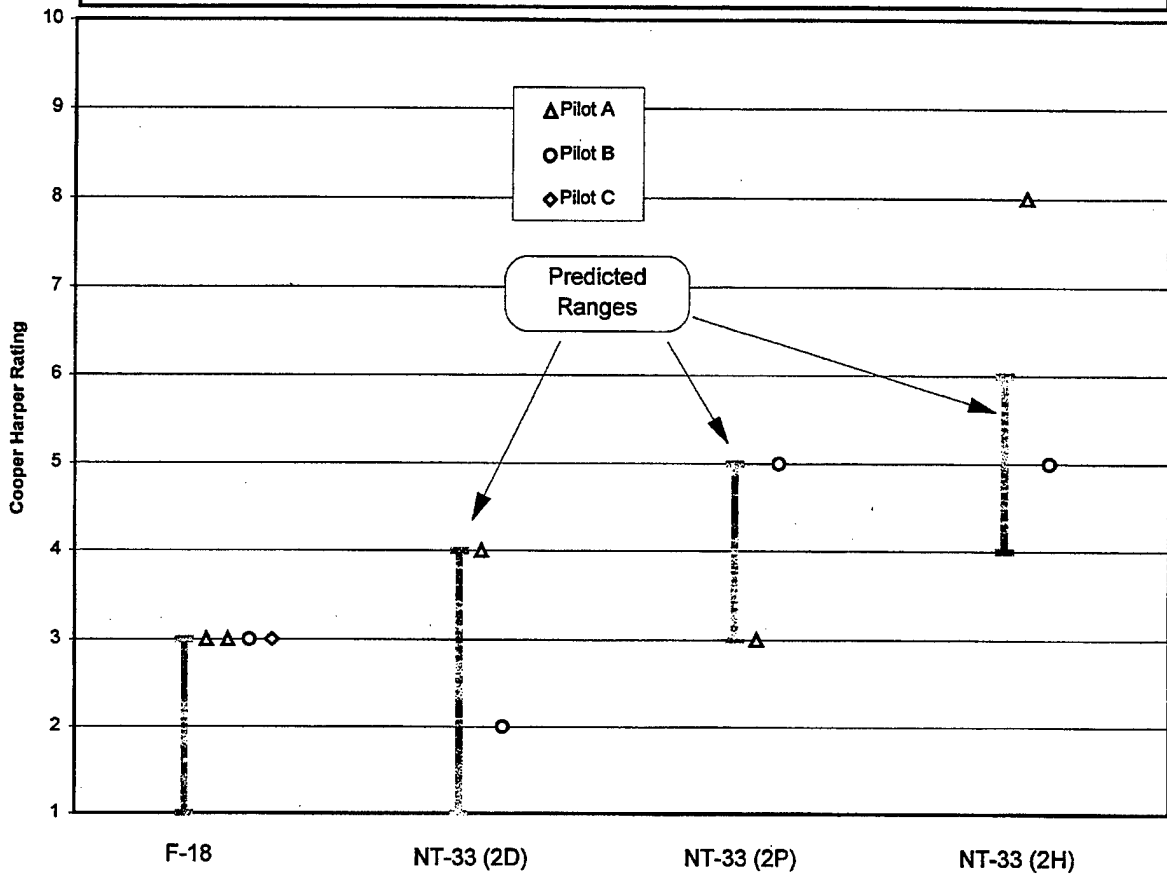 10
9
8
7
6
5
4
3
2
1
Cooper Harper Rating
Pilot A
Pilot B
Pilot C
Predicted
Ranges
F-18
NT-33 (2D)
NT-33 (2P)
NT-33 (2H)